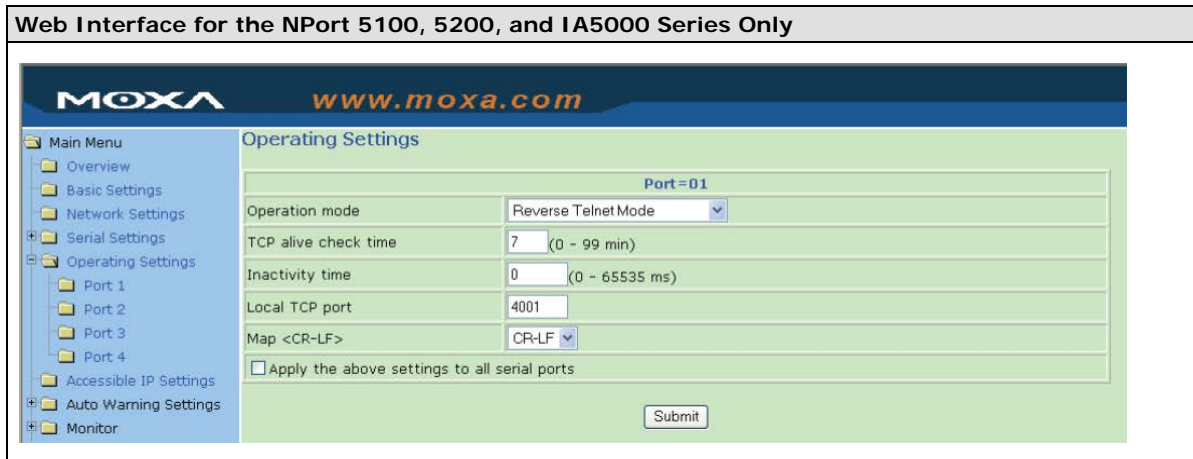 Web Interface for the NPort 5100, 5200, and IA5000 Series Only
MOXA www.moxa.com
Main Menu
Overview
Basic Settings
Network Settings
Serial Settings
Operating Settings
Port 1
Port 2
Port 3
Port 4
Accessible IP Settings
Auto Warning Settings
Monitor
Operating Settings
Port=01
Operation mode Reverse Telnet Mode
TCP alive check time 7 (0 - 99 min)
Inactivity time 0 (0 - 65535 ms)
Local TCP port 4001
Map <CR-LF> CR-LF
Apply the above settings to all serial ports
Submit